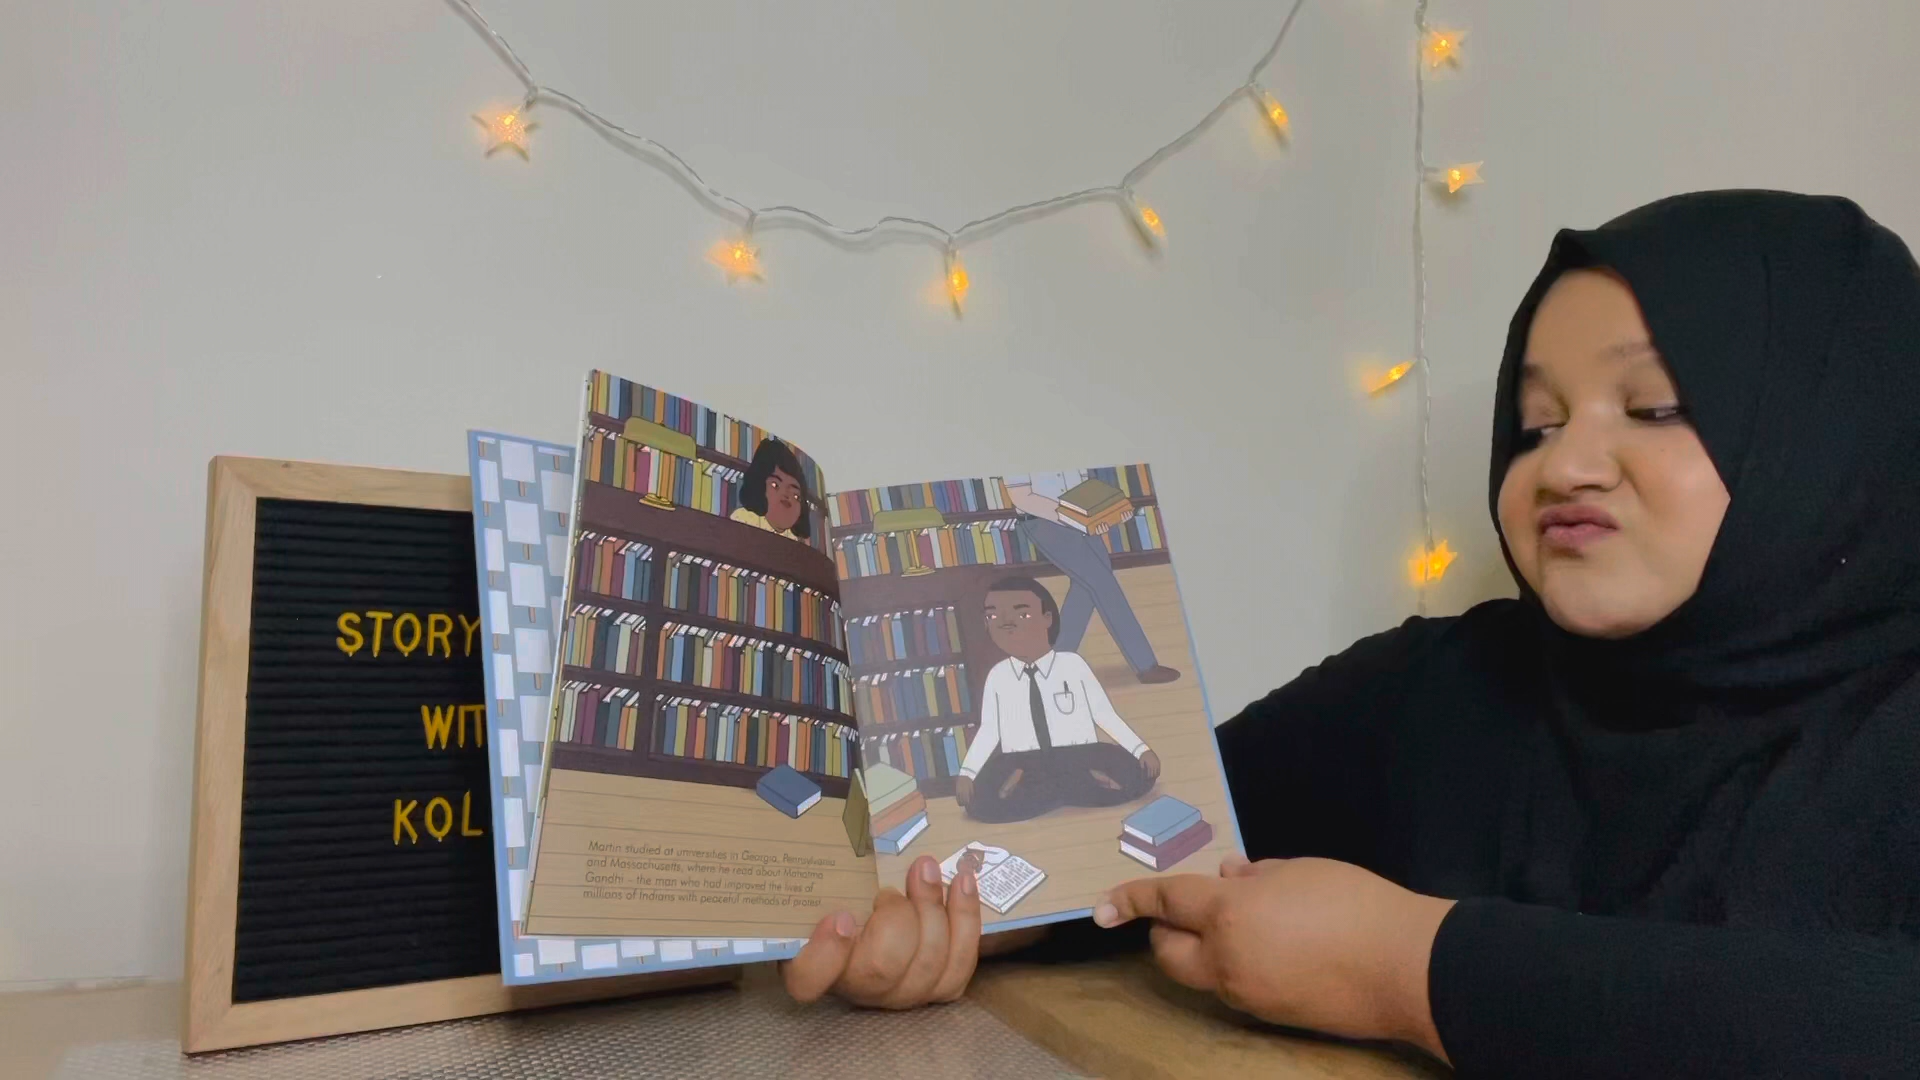 STORY
WIT
KOL
Martin studied at universities in Georgia, Pennsylvania
and Massachusetts, where he read about Mahatma
Gandhi – the man who had improved the lives of
millions of Indians with peaceful methods of protest.